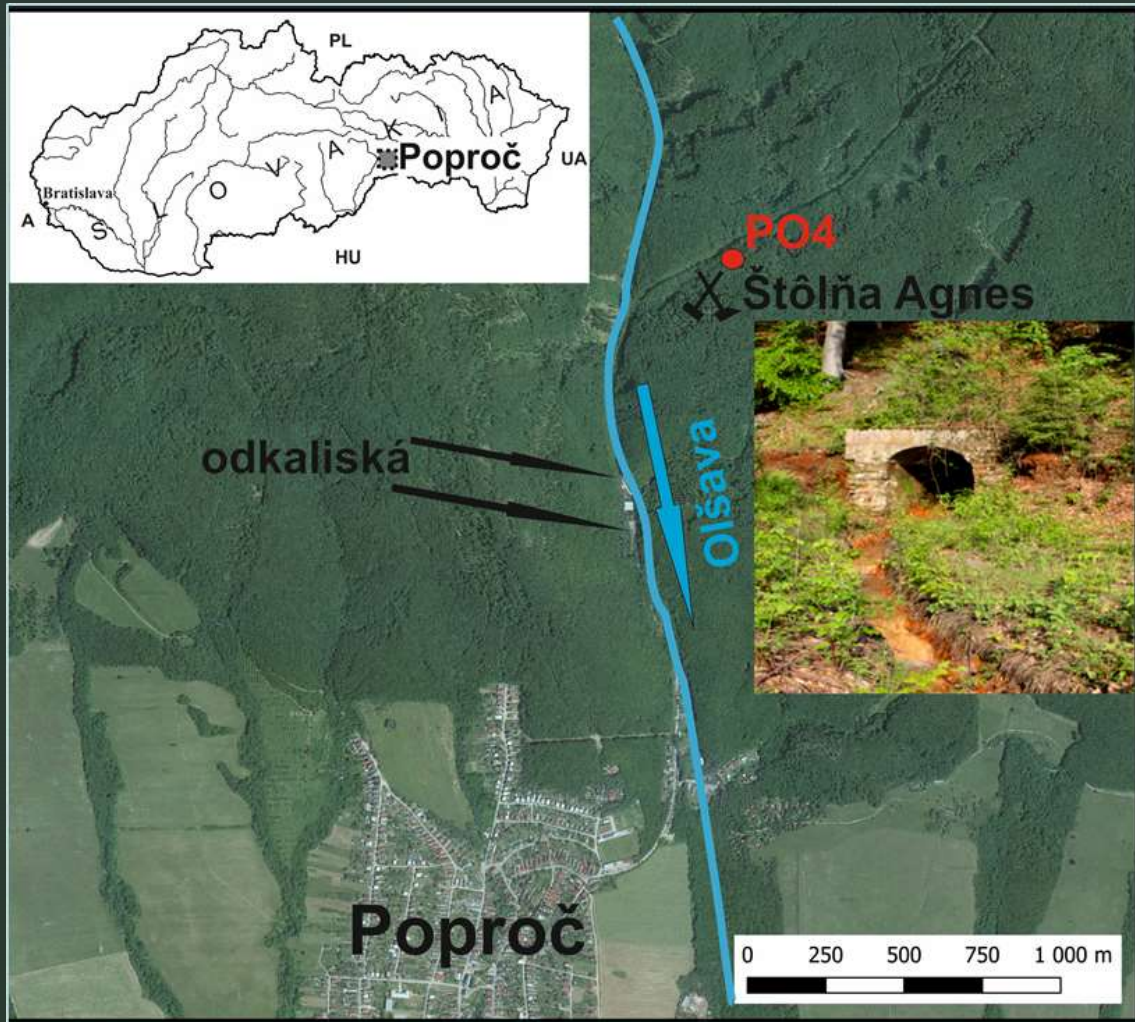 PL
A
K
Poproč
UA
A
V
O
Bratislava
A
S
L
HU
PO4
Štôlňa Agnes
odkaliská
Olšava
Poproč
0 250 500 750 1 000 m